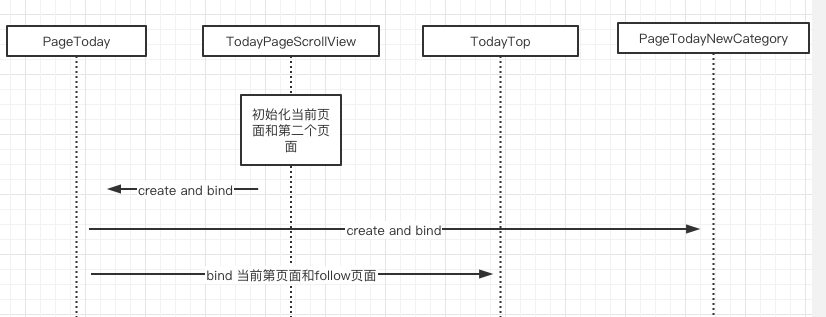 PageToday
TodayPageScrollView
TodayTop
PageTodayNewCategory
初始化当前页
面和第二个页
面
create and bind
create and bind
bind 当前第页面和follow页面